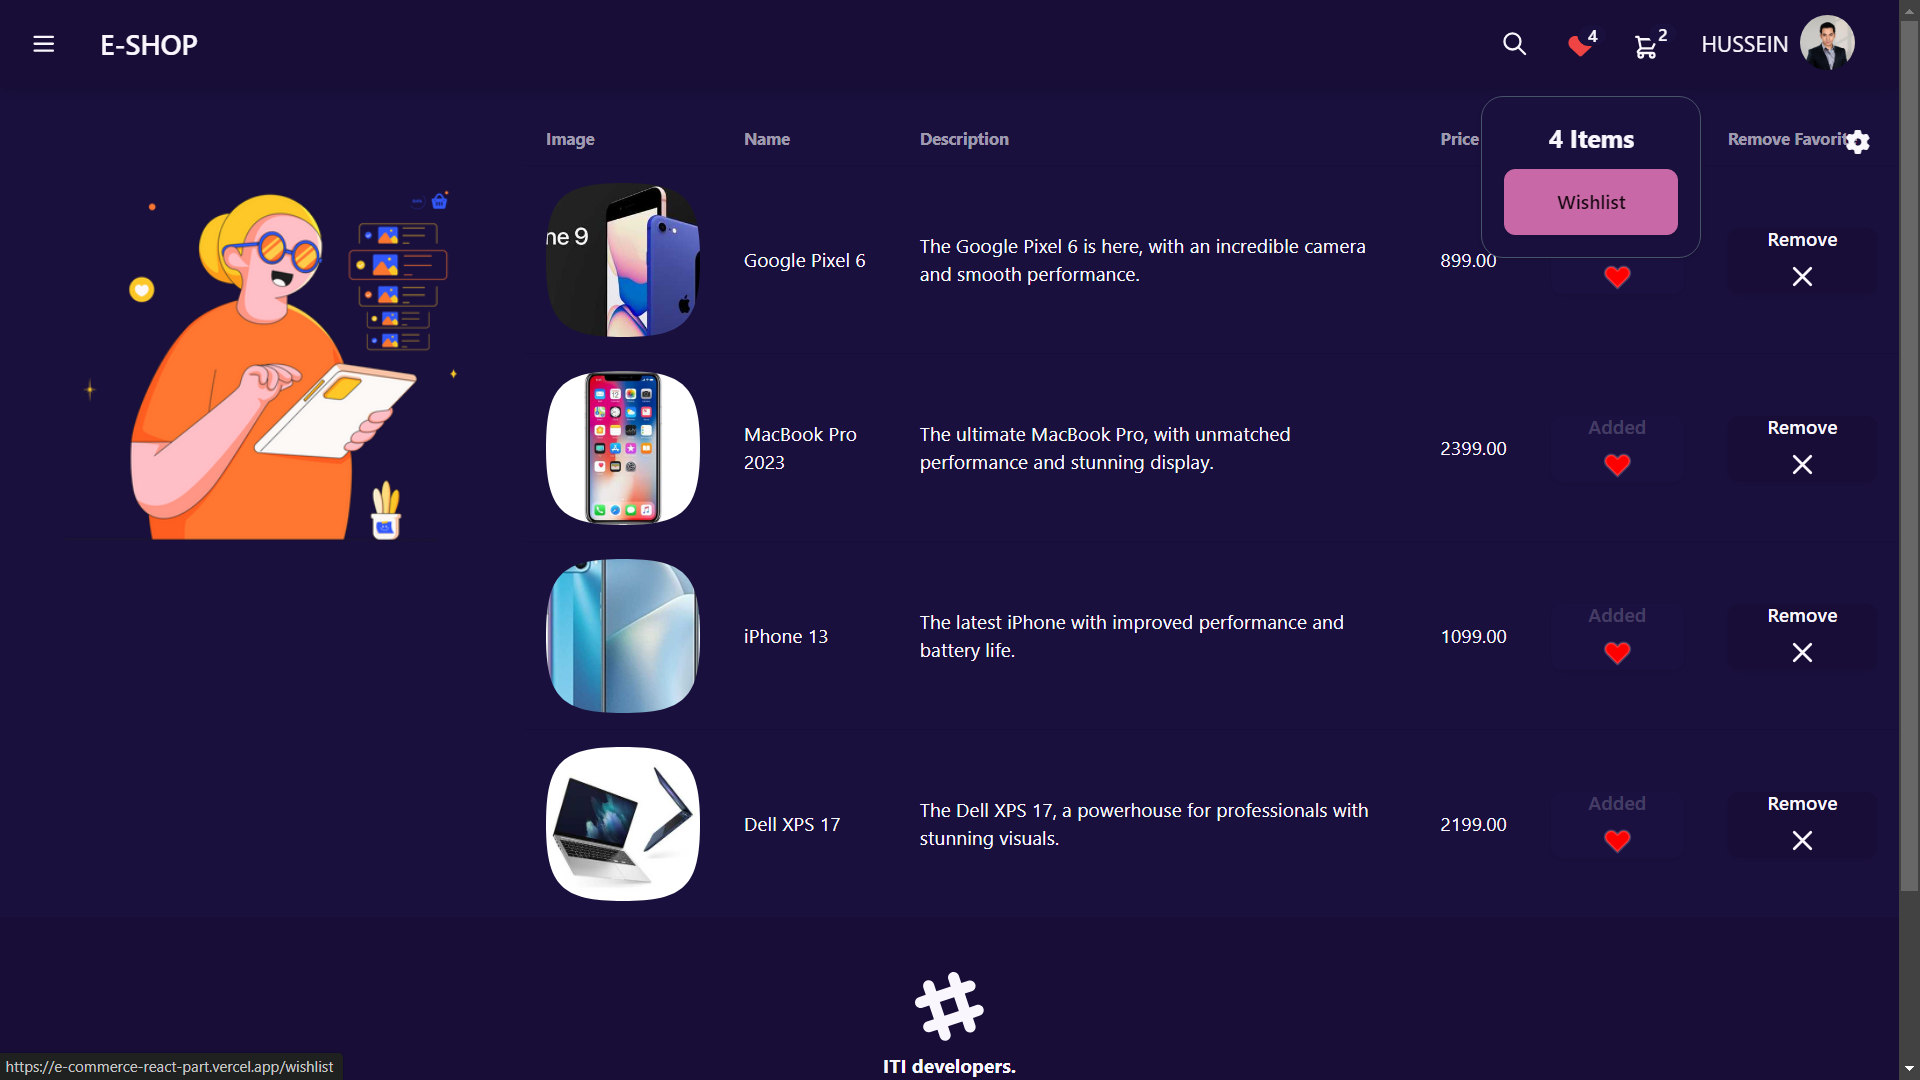 E-SHOP
4
2
HUSSEIN
Image
Name
Description
Price
Remove Favorit
4 Items
Wishlist
ne 9
Google Pixel 6
The Google Pixel 6 is here, with an incredible camera
and smooth performance.
899.00
Remove
MacBook Pro
2023
The ultimate MacBook Pro, with unmatched
performance and stunning display.
2399.00
Added
Remove
iPhone 13
The latest iPhone with improved performance and
battery life.
1099.00
Added
Remove
Dell XPS 17
The Dell XPS 17, a powerhouse for professionals with
stunning visuals.
2199.00
Added
Remove
ITI developers.
https://e-commerce-react-part.vercel.app/wishlist